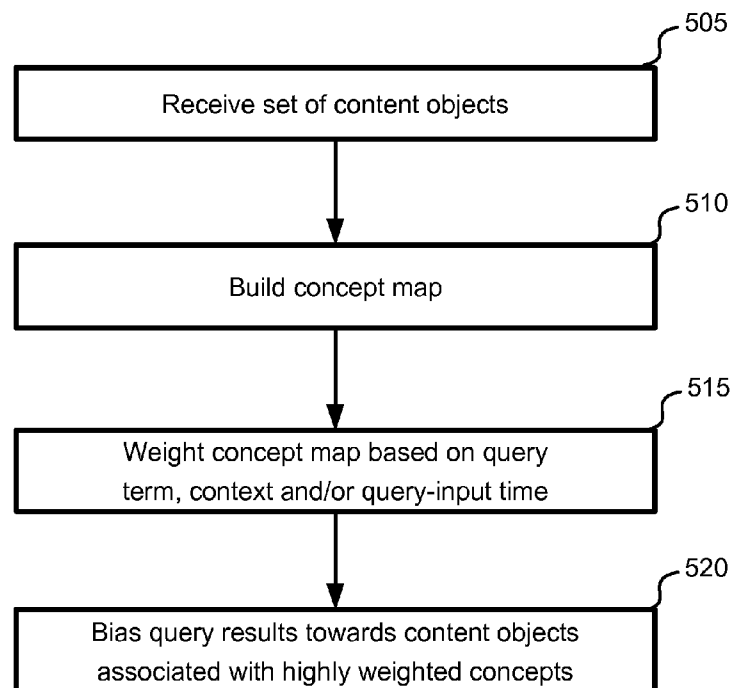 505
Receive set of content objects
510
Build concept map
515
Weight concept map based on query
term, context and/or query-input time
520
Bias query results towards content objects
associated with highly weighted concepts